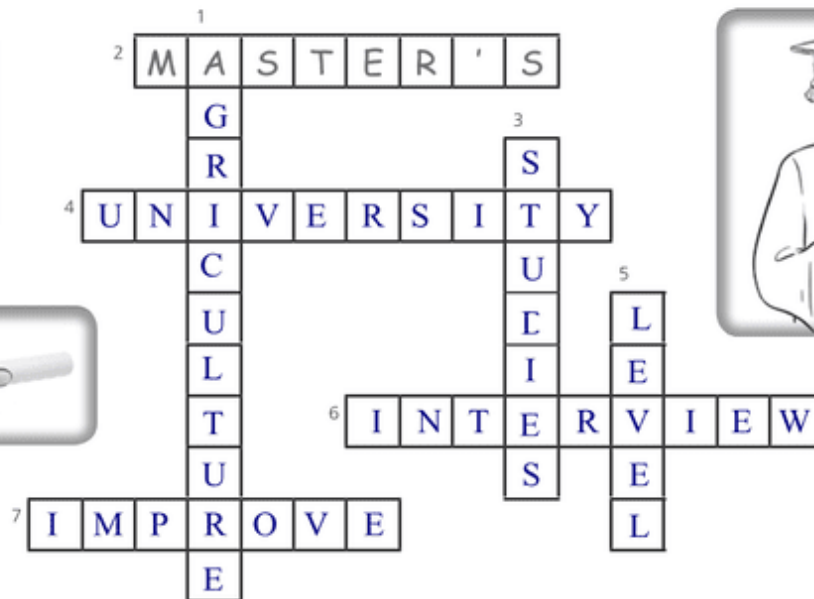 1
2 MASTER'S
G
3
R S
4 UNIVERSITY
C U
5
U D L
L I E
6 T INTERVIEW
U S E
7 IMPROVE L
E